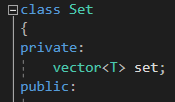 class Set
{
private:
vector<T> set;
public: